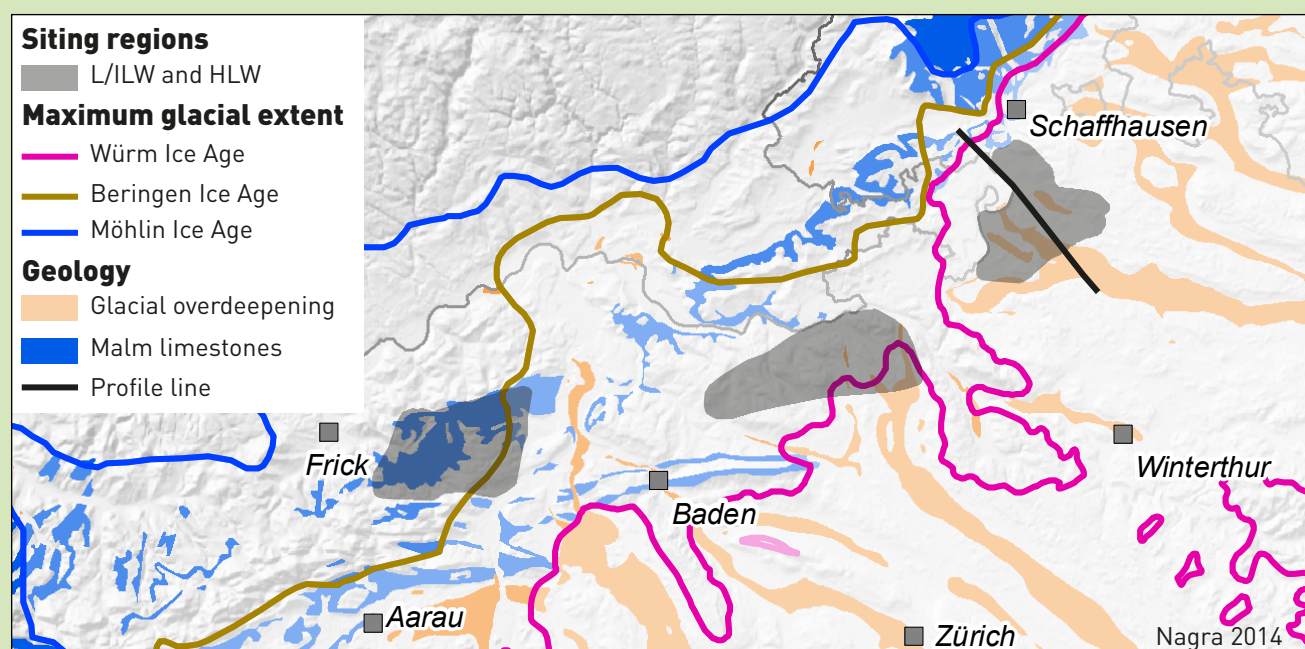 Siting regions
L/ILW and HLW
Maximum glacial extent
Würm Ice Age
Beringen Ice Age
Möhlin Ice Age
Geology
Glacial overdeepening
Malm limestones
Profile line
Schaffhausen
Frick
Winterthur
Baden
Aarau
Zürich
Nagra 2014